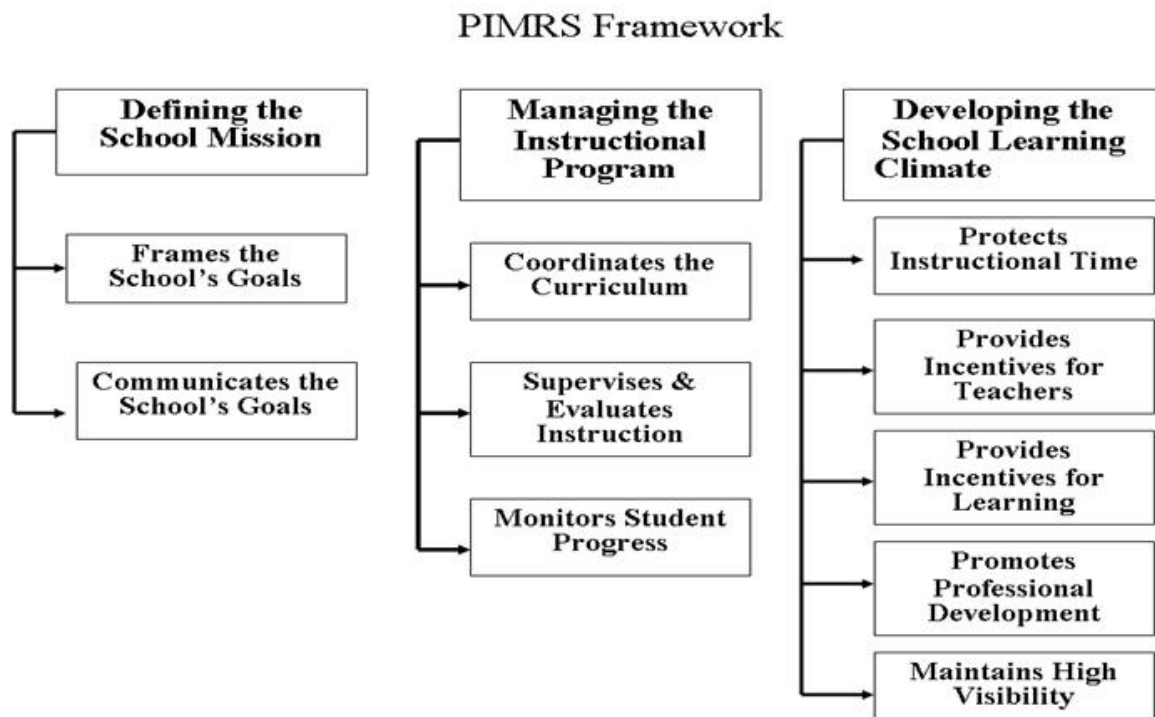 PIMRS Framework
Defining the
School Mission
Frames the
School’s Goals
Communicates the
School’s Goals
Managing the
Instructional
Program
Coordinates the
Curriculum
Supervises &
Evaluates
Instruction
Monitors Student
Progress
Developing the
School Learning
Climate
Protects
Instructional Time
Provides
Incentives for
Teachers
Provides
Incentives for
Learning
Promotes
Professional
Development
Maintains High
Visibility